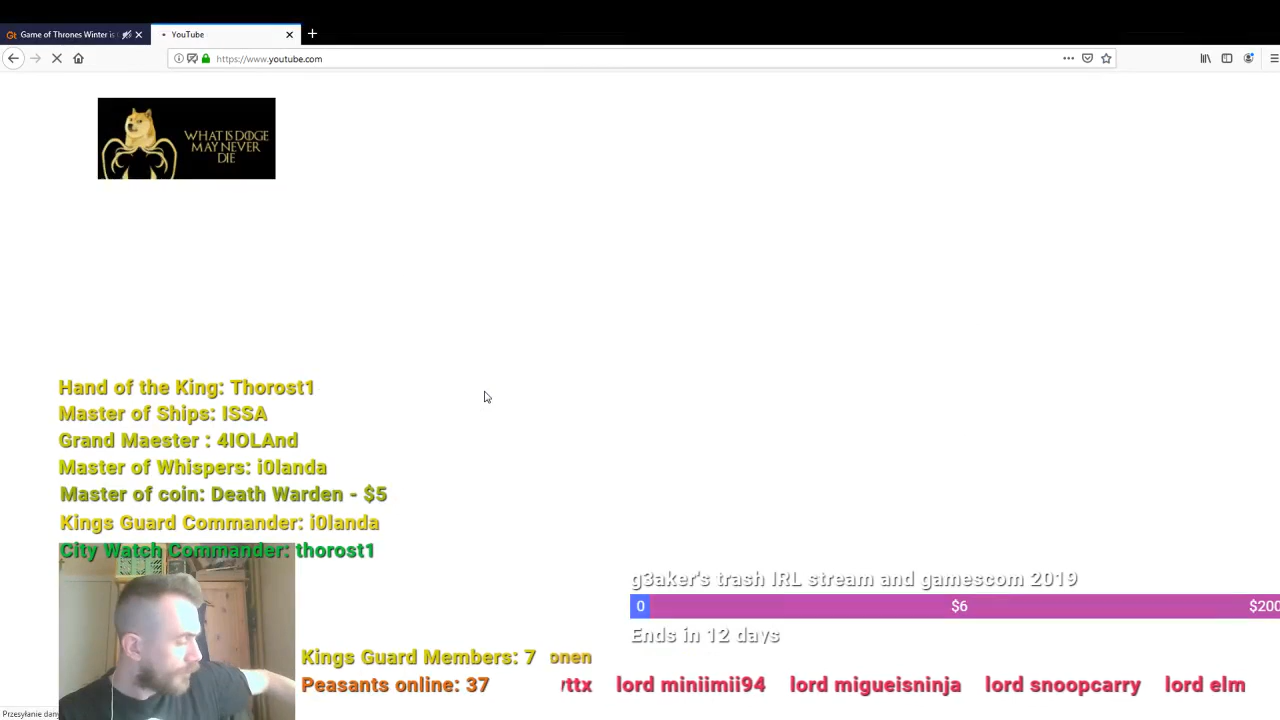 Game of Thrones Winter is
YouTube
https://www.youtube.com
WHAT IS DOGE
MAY NEVER
DIE
Hand of the King: Thorost1
Master of Ships: ISSA
Grand Maester : 4IOLAnd
Master of Whispers: i0landa
Master of coin: Death Warden - $5
Kings Guard Commander: i0landa
City Watch Commander: thorost1
g3aker's trash IRL stream and gamescom 2019
0 $6 $200
Ends in 12 days
Kings Guard Members: 7 onen
Peasants online: 37 lord miniimii94 lord migueisninja lord snoopcarry lord elm
Przesyłanie dany